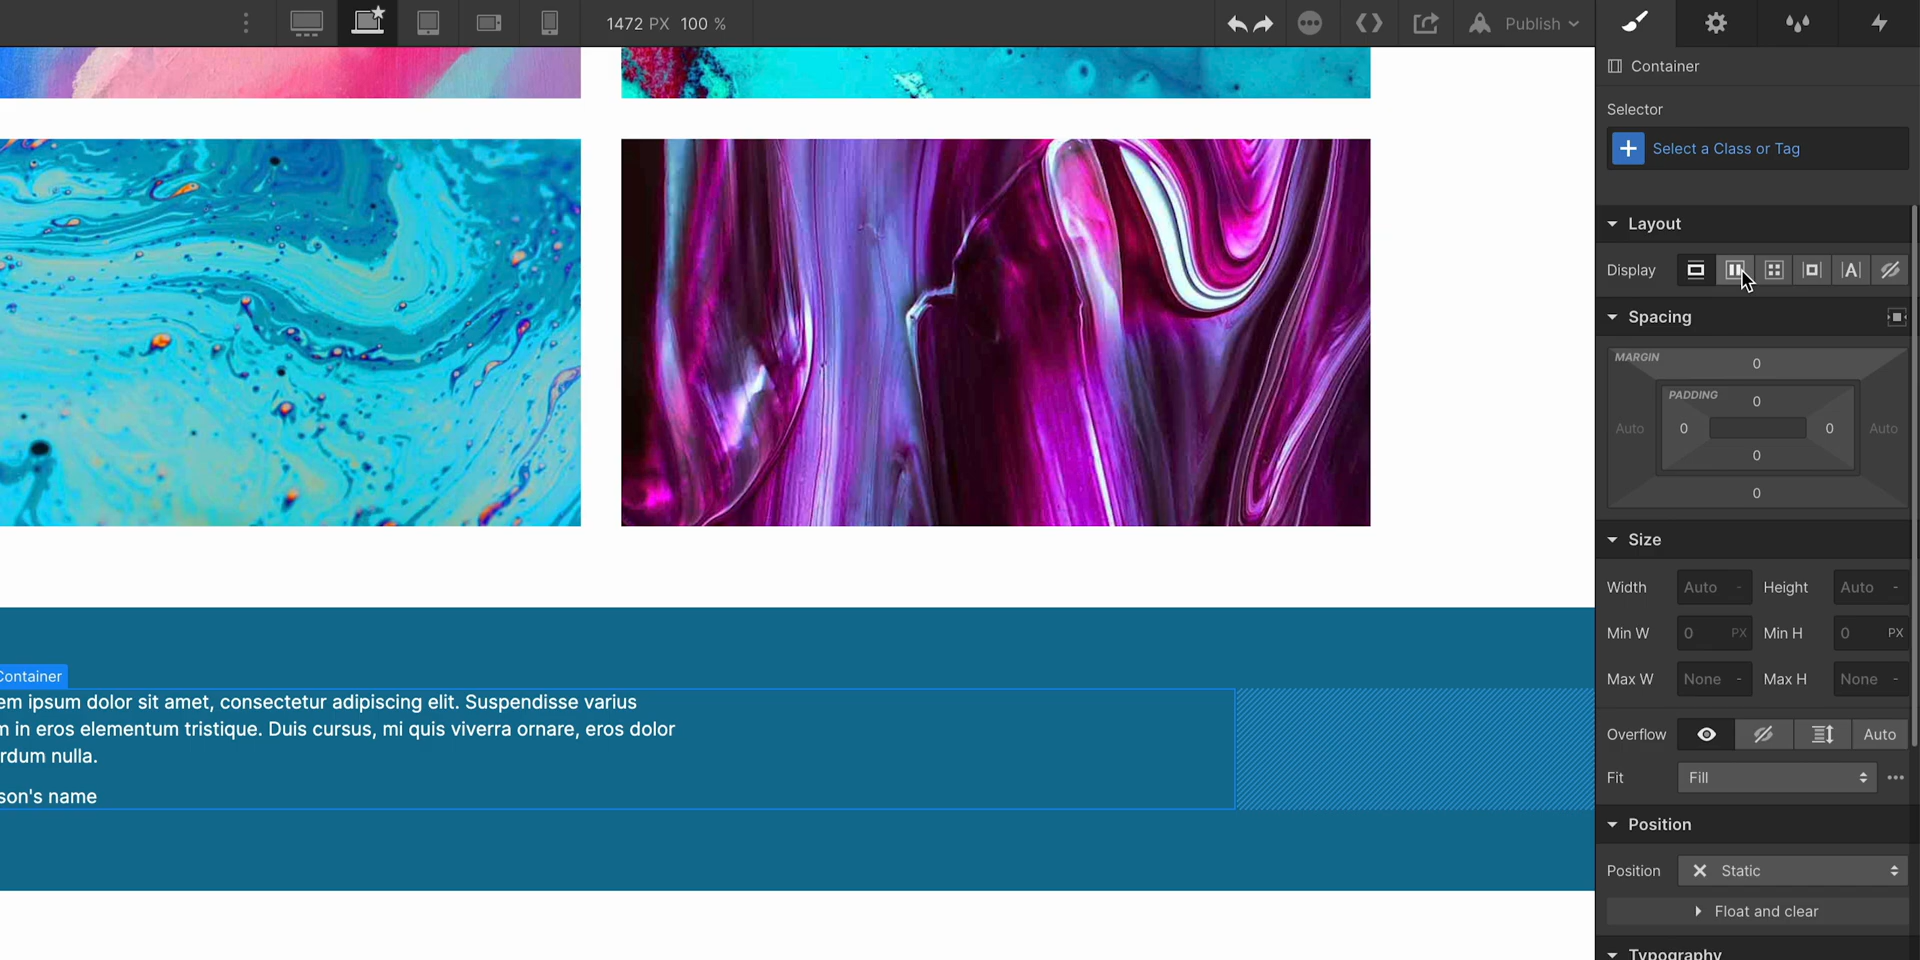 1472 PX 100 %
Publish
Container
Selector
Select a Class or Tag
Layout
Display
A
Spacing
MARGIN
0
PADDING
0
Auto
0
0
Auto
0
0
Size
Width
Auto -
Height
Auto -
Min W
0 PX
Min H
0 PX
Max W
None -
Max H
None -
Overflow
Auto
Fit
Fill
Position
Position
Static
Float and clear
Typography
Container
em ipsum dolor sit amet, consectetur adipiscing elit. Suspendisse varius
m in eros elementum tristique. Duis cursus, mi quis viverra ornare, eros dolor
rdum nulla.
son's name